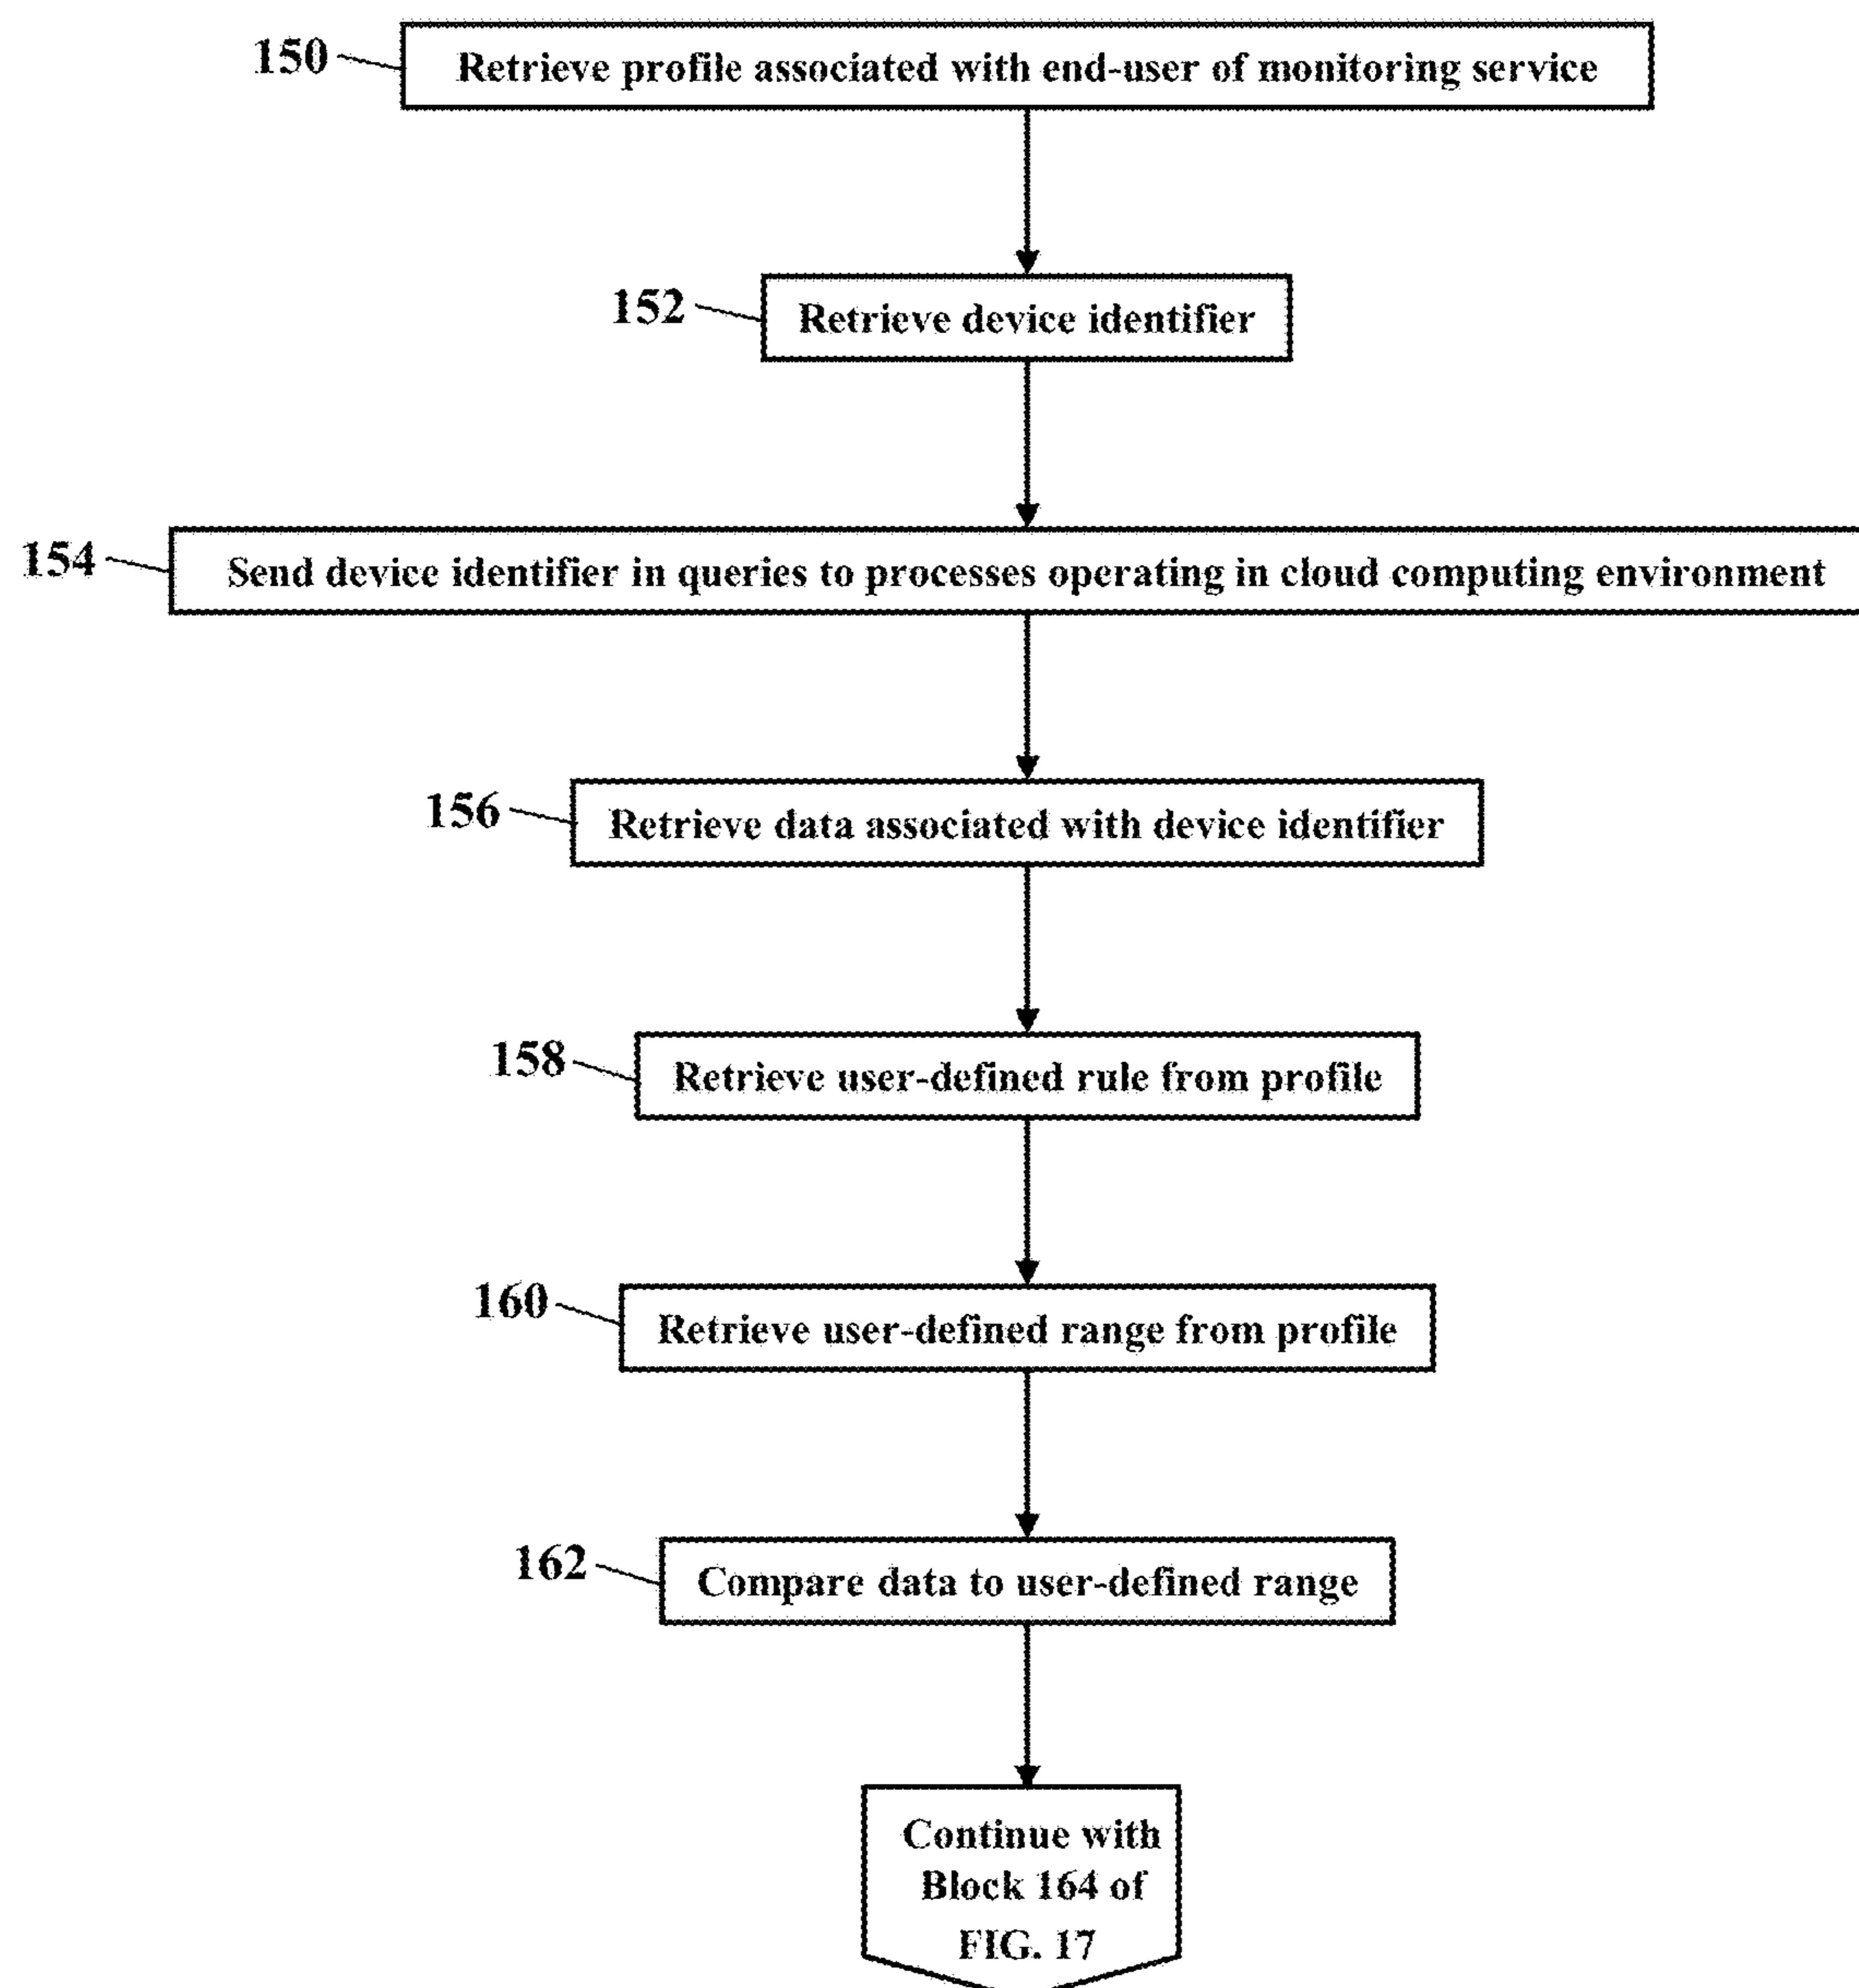 150 Retrieve profile associated with end-user of monitoring service
152 Retrieve device identifier
154 Send device identifier in queries to processes operating in cloud computing environment
156 Retrieve data associated with device identifier
158 Retrieve user-defined rule from profile
160 Retrieve user-defined range from profile
162 Compare data to user-defined range
Continue with
Block 164 of
FIG. 17